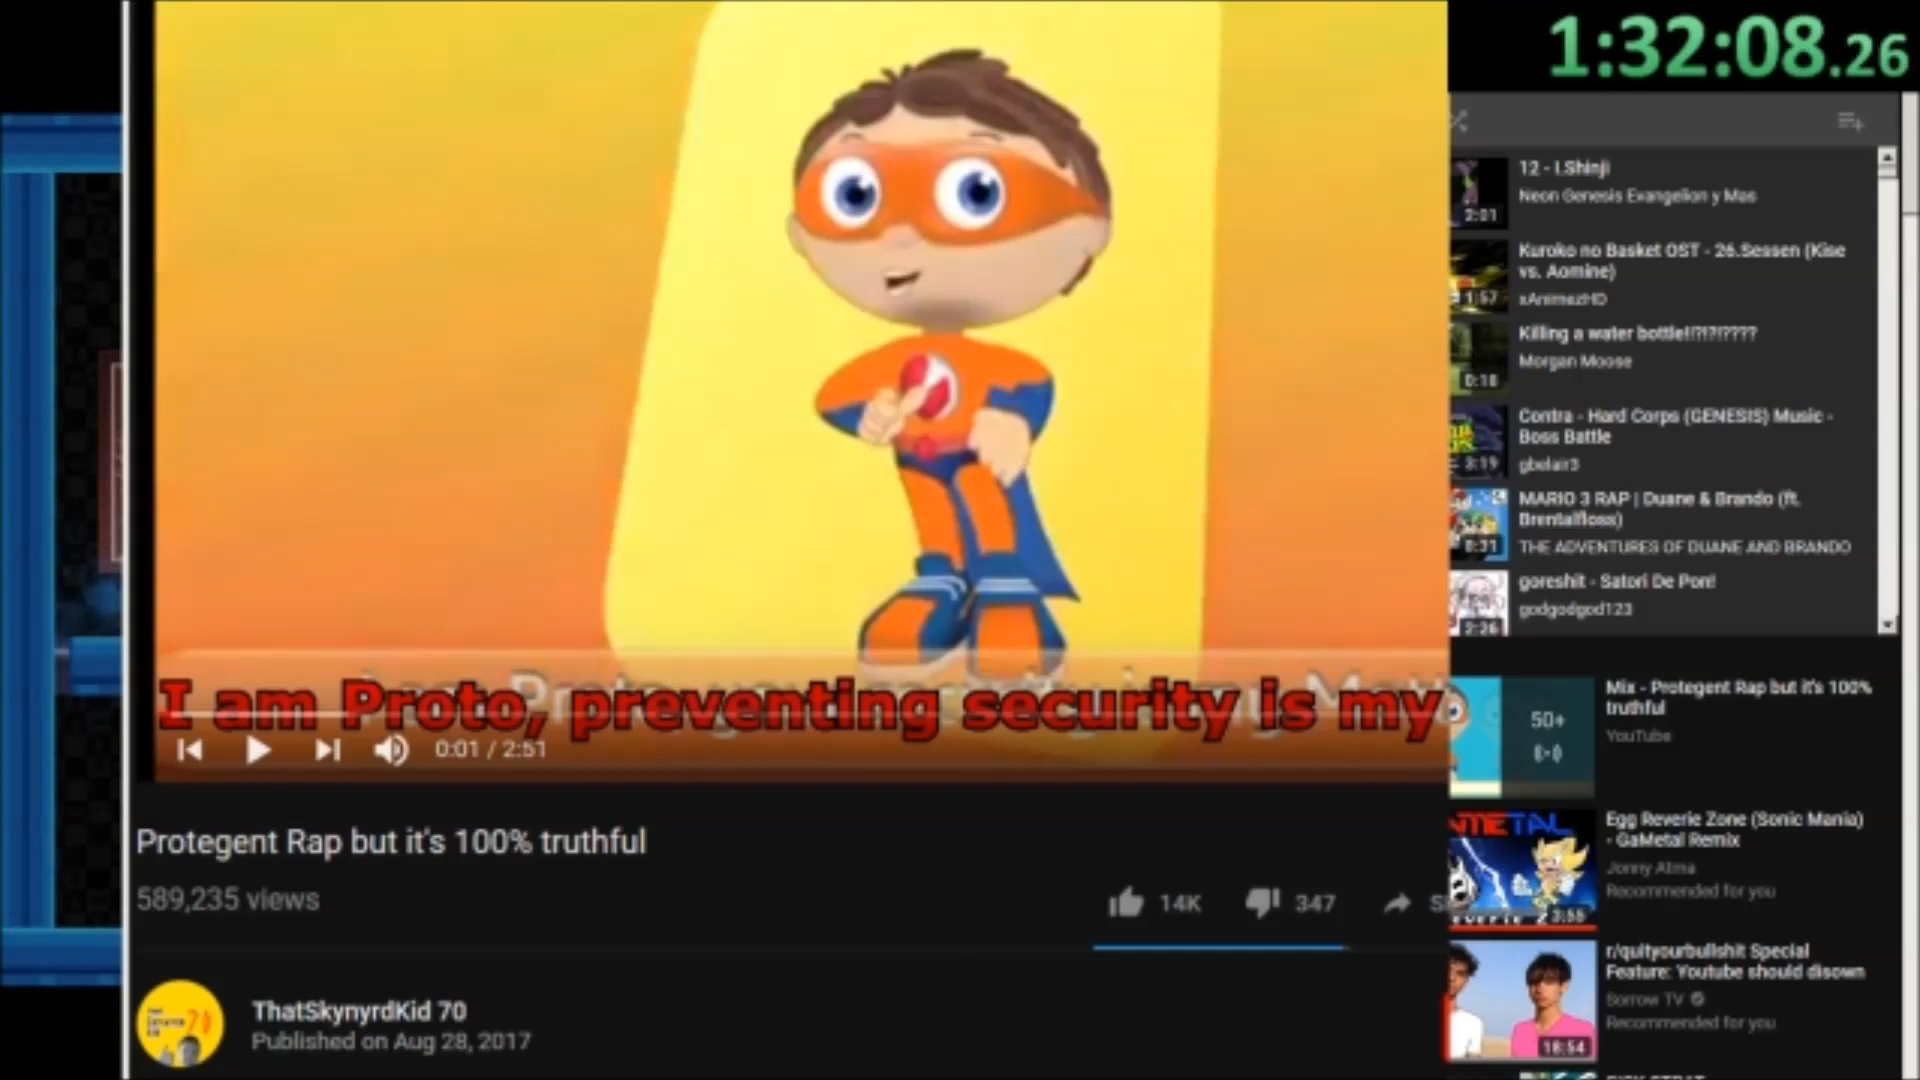 1:32:08.26
12 - I.Shinji
Neon Genesis Evangelion y Mas
2:01
Kuroko no Basket OST - 26.Sessen (Kise
vs. Aomine)
xAnimezHD
1:57
Killing a water bottle!!?!?!????
Morgan Moose
0:18
Contra - Hard Corps (GENESIS) Music -
Boss Battle
gbelair3
3:19
MARIO 3 RAP | Duane & Brando (ft.
Brentalfloss)
THE ADVENTURES OF DUANE AND BRANDO
8:31
goreshit - Satori De Pon!
godgodgod123
2:26
I am Proto, preventing security is my
0:01 / 2:51
Protegent Rap but it's 100% truthful
589,235 views
14K
347
ThatSkynyrdKid 70
Published on Aug 28, 2017
Mix - Protegent Rap but it's 100%
truthful
YouTube
50+
Egg Reverie Zone (Sonic Mania)
- GaMetal Remix
Jonny Atma
Recommended for you
3:55
r/quityourbullshit Special
Feature: Youtube should disown
Sorrow TV
Recommended for you
18:54